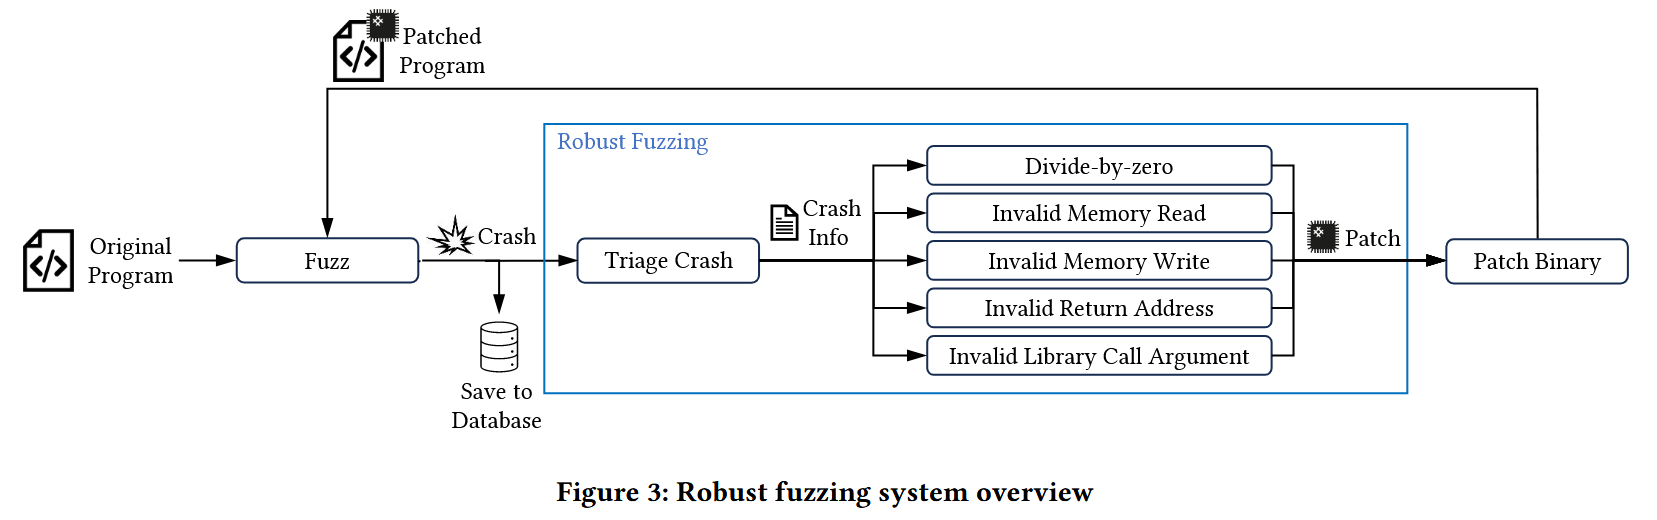 Patched
Program
Robust Fuzzing
Original
Program
Fuzz
Crash
Save to
Database
Triage Crash
Crash
Info
Divide-by-zero
Invalid Memory Read
Invalid Memory Write
Invalid Return Address
Invalid Library Call Argument
Patch
Patch Binary
Figure 3: Robust fuzzing system overview